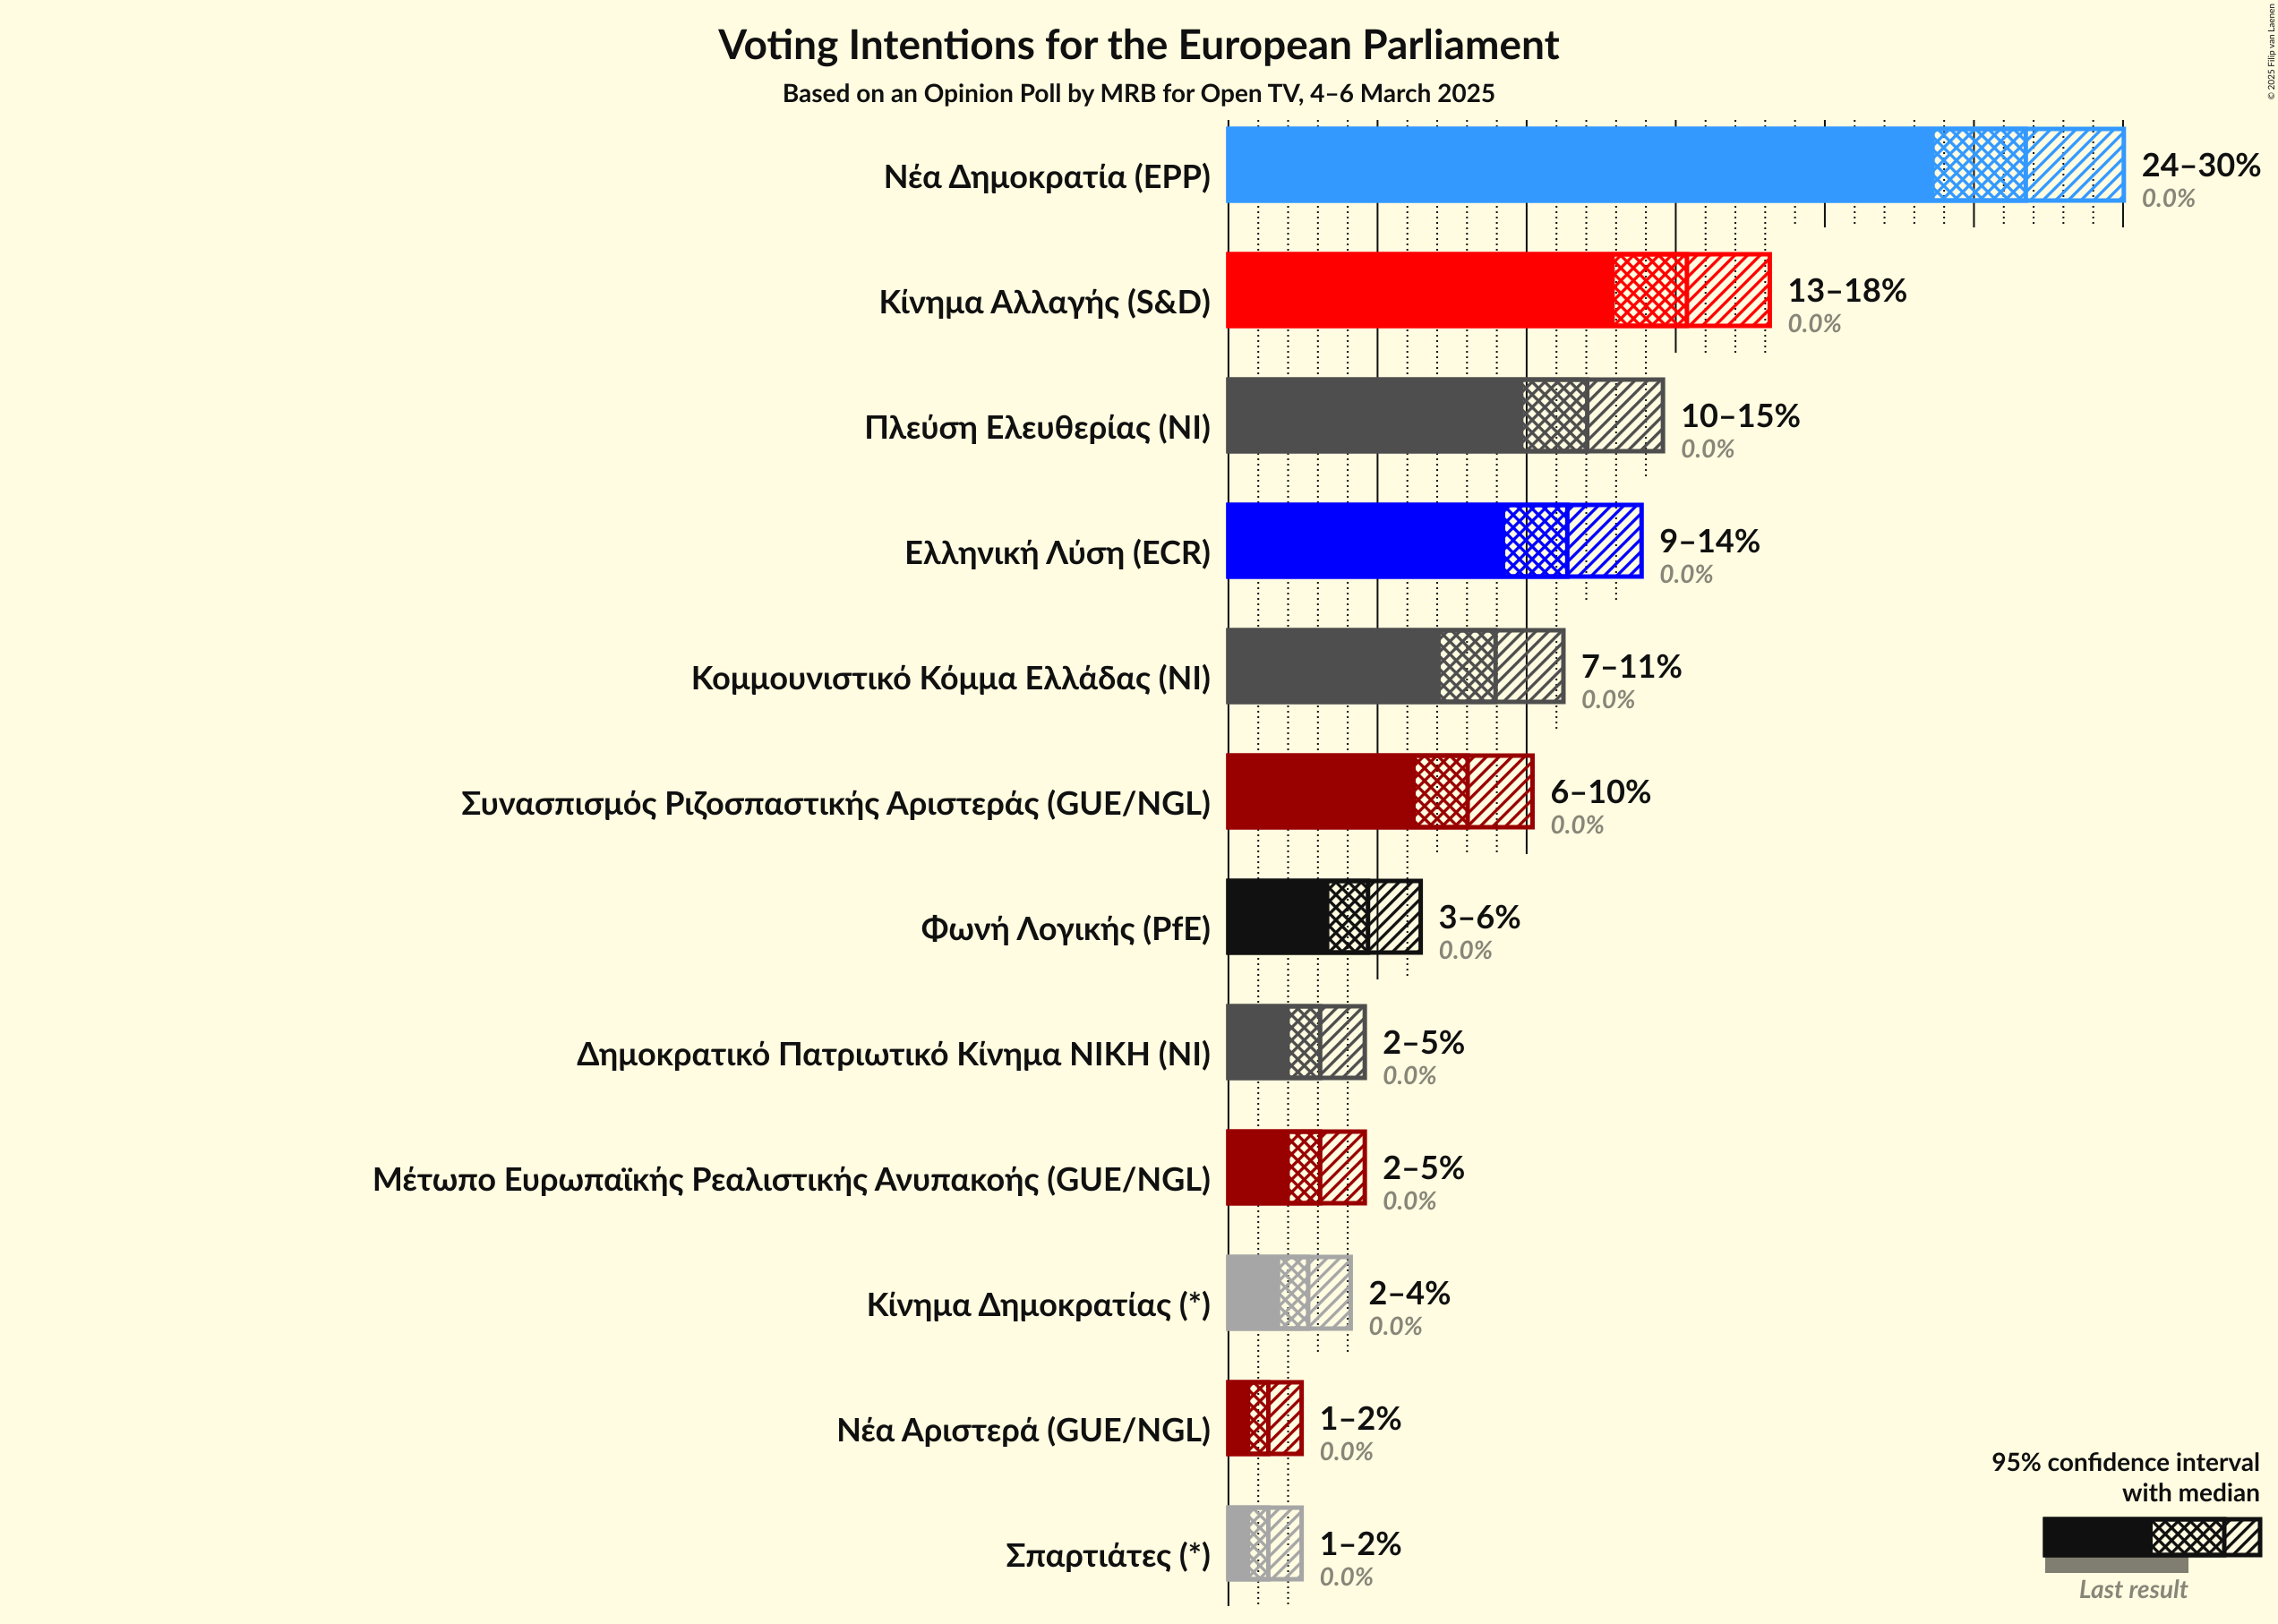 Voting Intentions for the European Parliament
Based on an Opinion Poll by MRB for Open TV, 4–6 March 2025
© 2025 Filip van Laenen
Νέα Δημοκρατία (EPP)
24–30%
0.0%
Κίνημα Αλλαγής (S&D)
13–18%
0.0%
Πλεύση Ελευθερίας (NI)
10–15%
0.0%
Ελληνική Λύση (ECR)
9–14%
0.0%
Κομμουνιστικό Κόμμα Ελλάδας (NI)
7–11%
0.0%
Συνασπισμός Ριζοσπαστικής Αριστεράς (GUE/NGL)
6–10%
0.0%
Φωνή Λογικής (PfE)
3–6%
0.0%
Δημοκρατικό Πατριωτικό Κίνημα ΝΙΚΗ (NI)
2–5%
0.0%
Μέτωπο Ευρωπαϊκής Ρεαλιστικής Ανυπακοής (GUE/NGL)
2–5%
0.0%
Κίνημα Δημοκρατίας (*)
2–4%
0.0%
Νέα Αριστερά (GUE/NGL)
1–2%
0.0%
Σπαρτιάτες (*)
1–2%
0.0%
95% confidence interval
with median
Last result